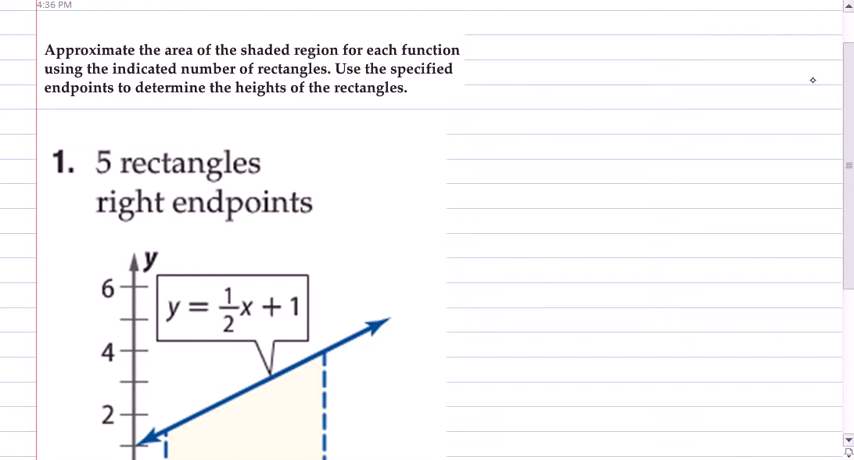 4:36 PM
Approximate the area of the shaded region for each function
using the indicated number of rectangles. Use the specified
endpoints to determine the heights of the rectangles.
1. 5 rectangles
right endpoints
y
6
y = 1/2 x + 1
4
2